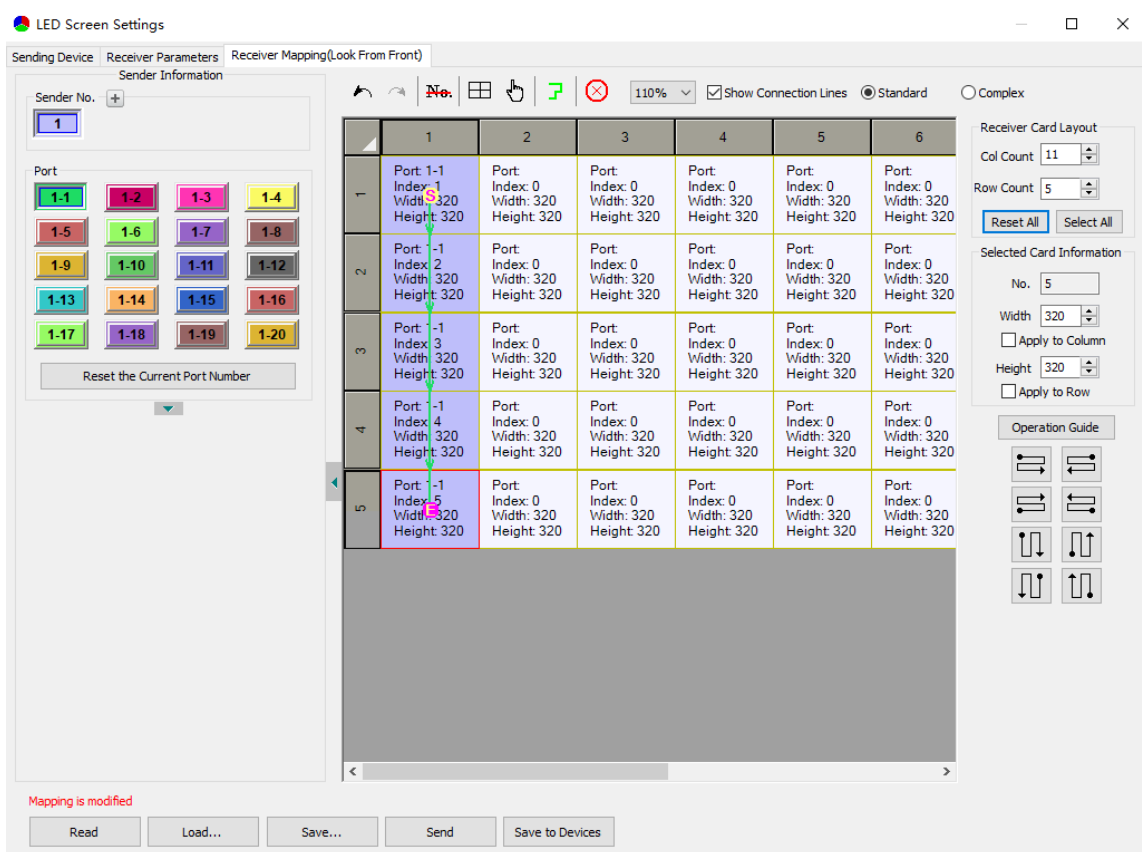 LED Screen Settings
Sending Device Receiver Parameters Receiver Mapping(Look From Front)
Sender Information
Sender No. +
1
Port
1-1 1-2 1-3 1-4
1-5 1-6 1-7 1-8
1-9 1-10 1-11 1-12
1-13 1-14 1-15 1-16
1-17 1-18 1-19 1-20
Reset the Current Port Number
No. 110% Show Connection Lines Standard Complex
1 2 3 4 5 6
1
Port: 1-1 Port: Port: Port: Port: Port:
Index: 1 Index: 0 Index: 0 Index: 0 Index: 0 Index: 0
S
Width: 320 Width: 320 Width: 320 Width: 320 Width: 320 Width: 320
Height: 320 Height: 320 Height: 320 Height: 320 Height: 320 Height: 320
2
Port: 1-1 Port: Port: Port: Port: Port:
Index: 2 Index: 0 Index: 0 Index: 0 Index: 0 Index: 0
Width: 320 Width: 320 Width: 320 Width: 320 Width: 320 Width: 320
Height: 320 Height: 320 Height: 320 Height: 320 Height: 320 Height: 320
3
Port: 1-1 Port: Port: Port: Port: Port:
Index: 3 Index: 0 Index: 0 Index: 0 Index: 0 Index: 0
Width: 320 Width: 320 Width: 320 Width: 320 Width: 320 Width: 320
Height: 320 Height: 320 Height: 320 Height: 320 Height: 320 Height: 320
4
Port: 1-1 Port: Port: Port: Port: Port:
Index: 4 Index: 0 Index: 0 Index: 0 Index: 0 Index: 0
Width: 320 Width: 320 Width: 320 Width: 320 Width: 320 Width: 320
Height: 320 Height: 320 Height: 320 Height: 320 Height: 320 Height: 320
5
Port: 1-1 Port: Port: Port: Port: Port:
Index: 5 Index: 0 Index: 0 Index: 0 Index: 0 Index: 0
E
Width: 320 Width: 320 Width: 320 Width: 320 Width: 320 Width: 320
Height: 320 Height: 320 Height: 320 Height: 320 Height: 320 Height: 320
Receiver Card Layout
Col Count 11
Row Count 5
Reset All Select All
Selected Card Information
No. 5
Width 320
Apply to Column
Height 320
Apply to Row
Operation Guide
Mapping is modified
Read Load... Save... Send Save to Devices